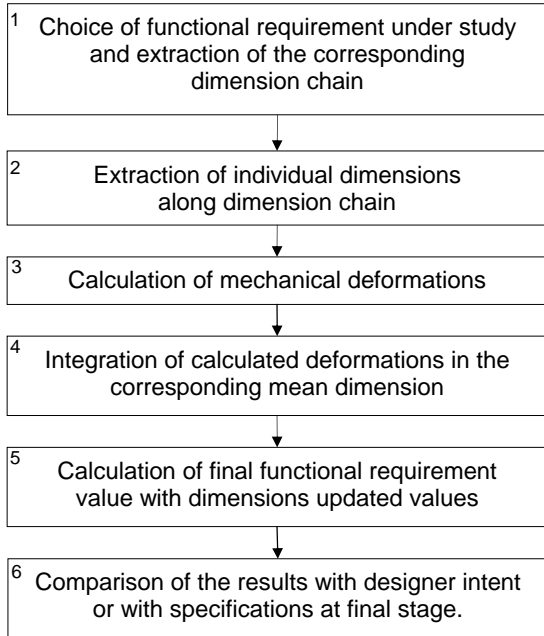 1 Choice of functional requirement under study
and extraction of the corresponding
dimension chain
2 Extraction of individual dimensions
along dimension chain
3 Calculation of mechanical deformations
4 Integration of calculated deformations in the
corresponding mean dimension
5 Calculation of final functional requirement
value with dimensions updated values
6 Comparison of the results with designer intent
or with specifications at final stage.